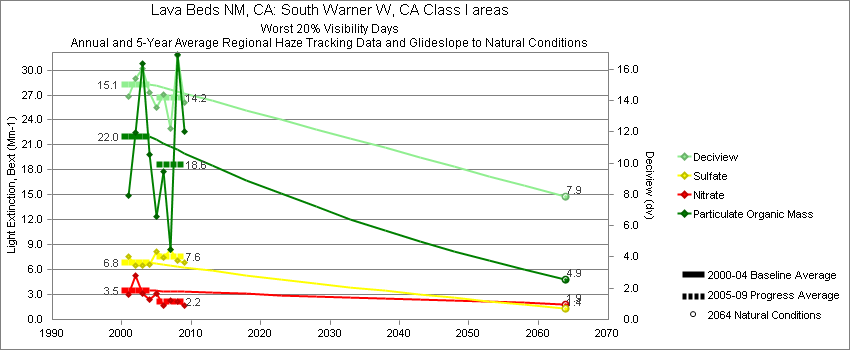 Lava Beds NM, CA: South Warner W, CA Class I areas
Worst 20% Visibility Days
Annual and 5-Year Average Regional Haze Tracking Data and Glideslope to Natural Conditions
Light Extinction, Bext (Mm-1)
30.0
27.0
24.0
21.0
18.0
15.0
12.0
9.0
6.0
3.0
0.0
15.1
14.2
22.0
18.6
6.8
7.6
3.5
2.2
7.9
4.9
1.9
1.4
16.0
14.0
12.0
10.0
8.0
6.0
4.0
2.0
0.0
Deciview (dv)
1990 2000 2010 2020 2030 2040 2050 2060 2070
Deciview
Sulfate
Nitrate
Particulate Organic Mass
2000-04 Baseline Average
2005-09 Progress Average
2064 Natural Conditions